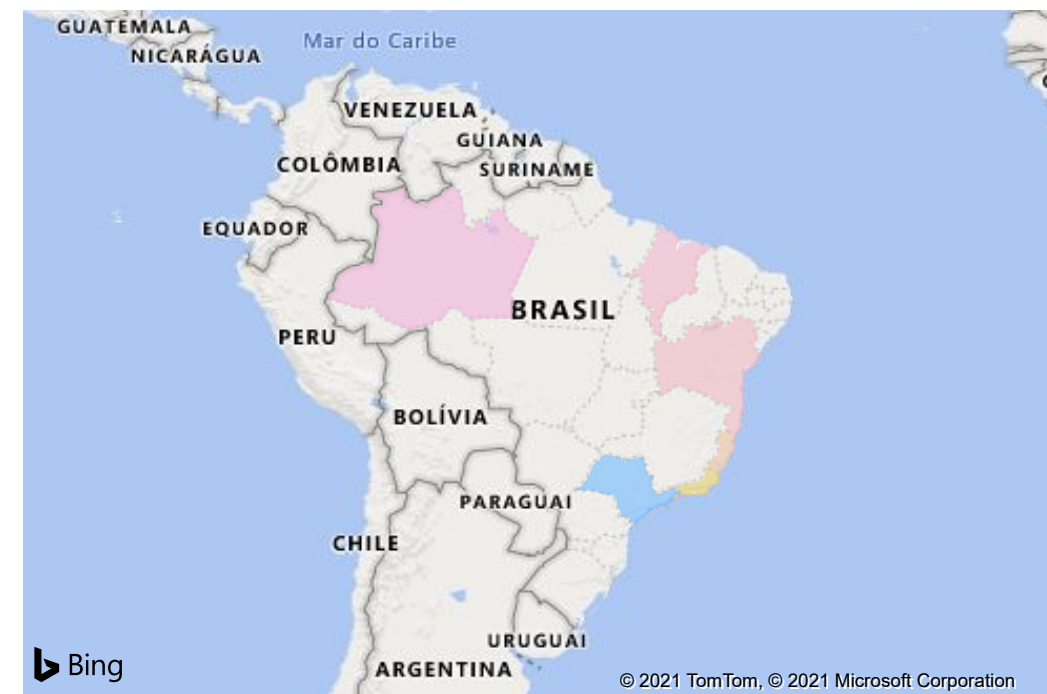 GUATEMALA
Mar do Caribe
NICARÁGUA
VENEZUELA
GUIANA
COLÔMBIA
SURINAME
EQUADOR
BRASIL
PERU
BOLÍVIA
PARAGUAI
CHILE
URUGUAI
Bing
ARGENTINA
© 2021 TomTom, © 2021 Microsoft Corporation